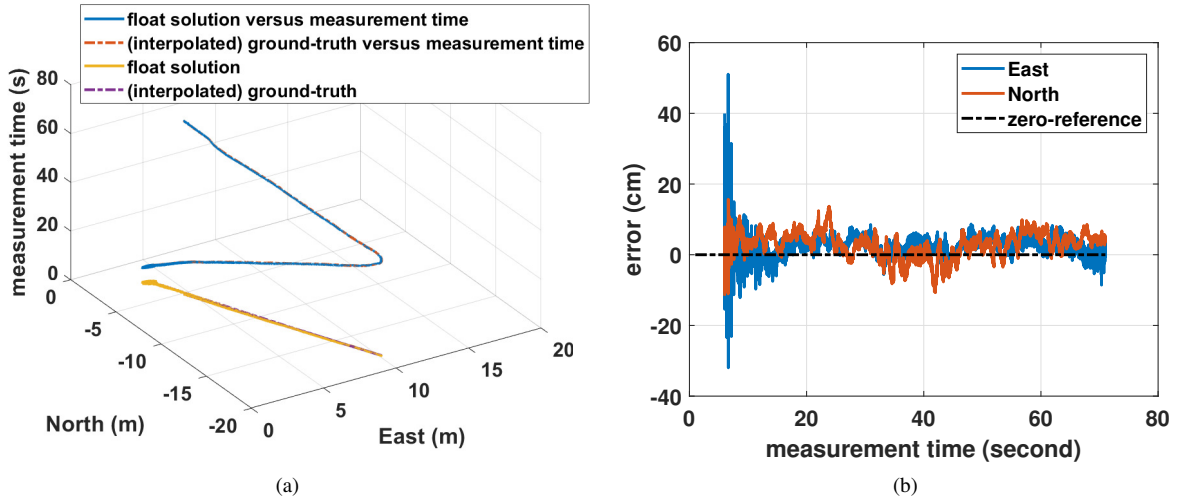 float solution versus measurement time
(interpolated) ground-truth versus measurement time
float solution
(interpolated) ground-truth
measurement time (s)
80
60
40
20
0
0
-5
-10
-15
-20
North (m)
0
5
10
15
20
East (m)
(a)
60
40
20
0
-20
-40
error (cm)
East
North
zero-reference
0
20
40
60
80
measurement time (second)
(b)